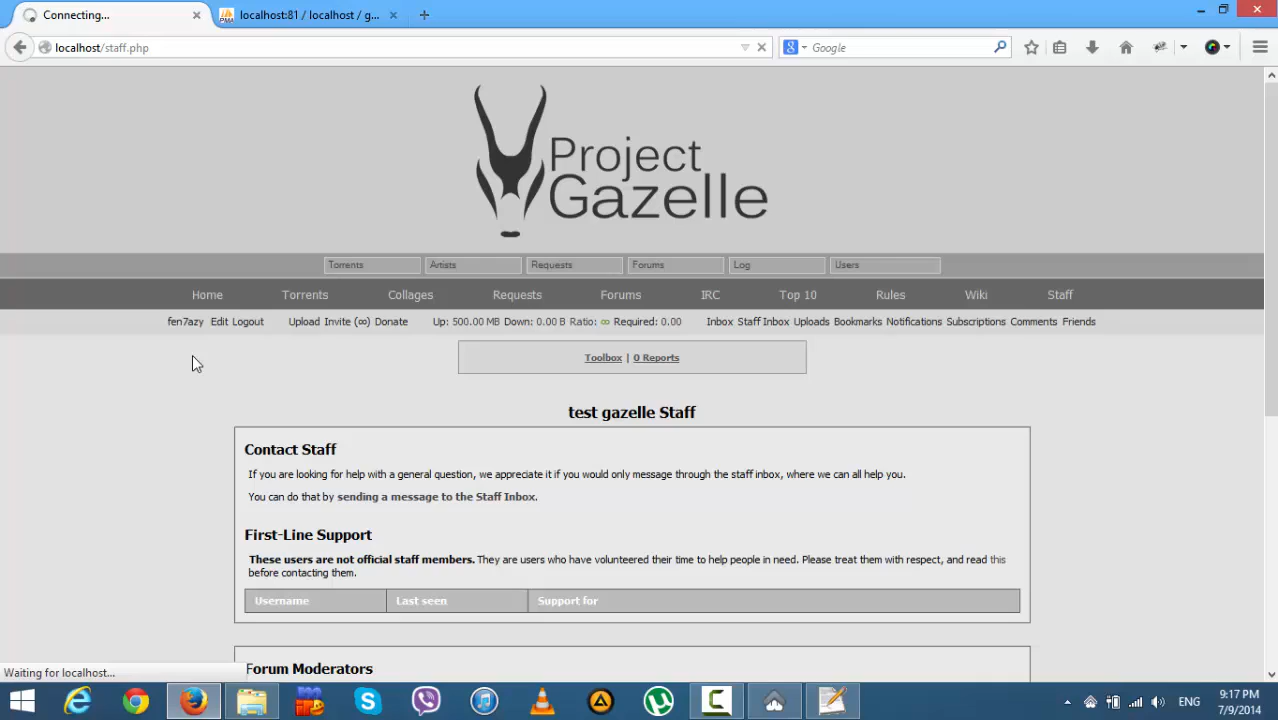 Connecting...
localhost:81 / localhost / g...
localhost/staff.php
Google
Project
Gazelle
Torrents Artists Requests Forums Log Users
Home Torrents Collages Requests Forums IRC Top 10 Rules Wiki Staff
fen7azy Edit Logout Upload Invite (∞) Donate Up: 500.00 MB Down: 0.00 B Ratio: ∞ Required: 0.00 Inbox Staff Inbox Uploads Bookmarks Notifications Subscriptions Comments Friends
Toolbox | 0 Reports
test gazelle Staff
Contact Staff
If you are looking for help with a general question, we appreciate it if you would only message through the staff inbox, where we can all help you.
You can do that by sending a message to the Staff Inbox.
First-Line Support
These users are not official staff members. They are users who have volunteered their time to help people in need. Please treat them with respect, and read this
before contacting them.
Username Last seen Support for
Forum Moderators
Waiting for localhost...
ENG
9:17 PM
7/9/2014